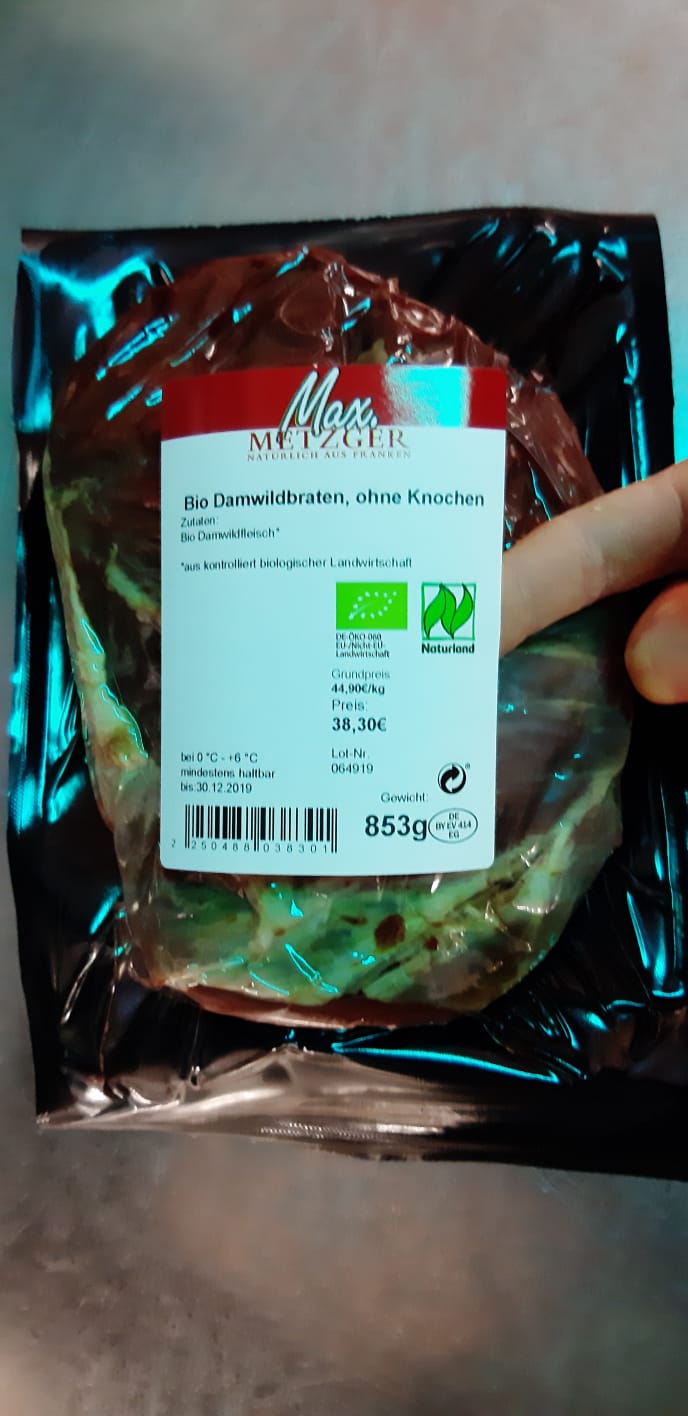 Max.
METZGER
NATÜRLICH AUS FRANKEN
Bio Damwildbraten, ohne Knochen
Zutaten:
Bio Damwildfleisch*
*aus kontrolliert biologischer Landwirtschaft
DE-ÖKO-060
EU-/Nicht-EU-
Landwirtschaft
Naturland
Grundpreis
44,90€/kg
Preis:
38,30€
bei 0 °C - +6 °C
mindestens haltbar
bis:30.12.2019
Lot-Nr.
064919
Gewicht:
853g
DE
BY EV 414
EG
2 250488 038301